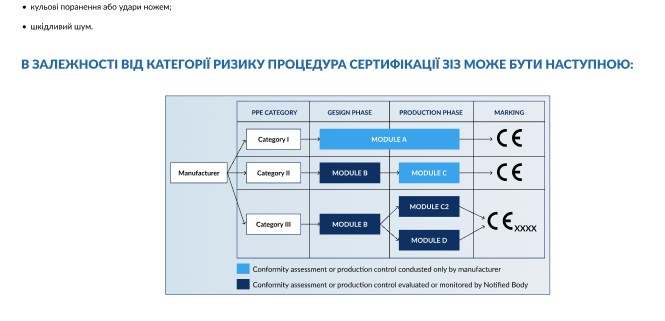 • кульові поранення або удари ножем;
• шкідливий шум.
В ЗАЛЕЖНОСТІ ВІД КАТЕГОРІЇ РИЗИКУ ПРОЦЕДУРА СЕРТИФІКАЦІЇ ЗІЗ МОЖЕ БУТИ НАСТУПНОЮ:
PPE CATEGORY GESIGN PHASE PRODUCTION PHASE MARKING
Category I MODULE A CE
Manufacturer Category II MODULE B MODULE C CE
MODULE C2
Category III MODULE B CE XXXX
MODULE D
Conformity assessment or production control condusted only by manufacturer
Conformity assessment or production control evaluated or monitored by Notified Body